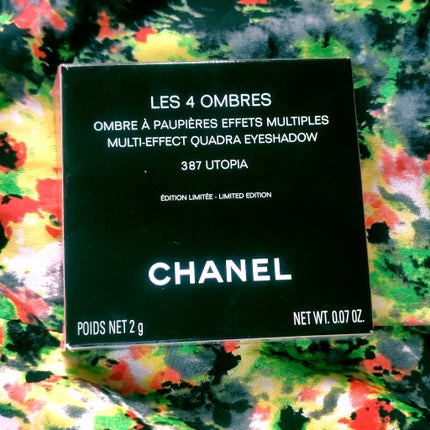 LES 4 OMBRES
OMBRE À PAUPIÈRES EFFETS MULTIPLES
MULTI-EFFECT QUADRA EYESHADOW
387 UTOPIA
ÉDITION LIMITÉE - LIMITED EDITION
CHANEL
POIDS NET 2 g
NET WT. 0.07 OZ.